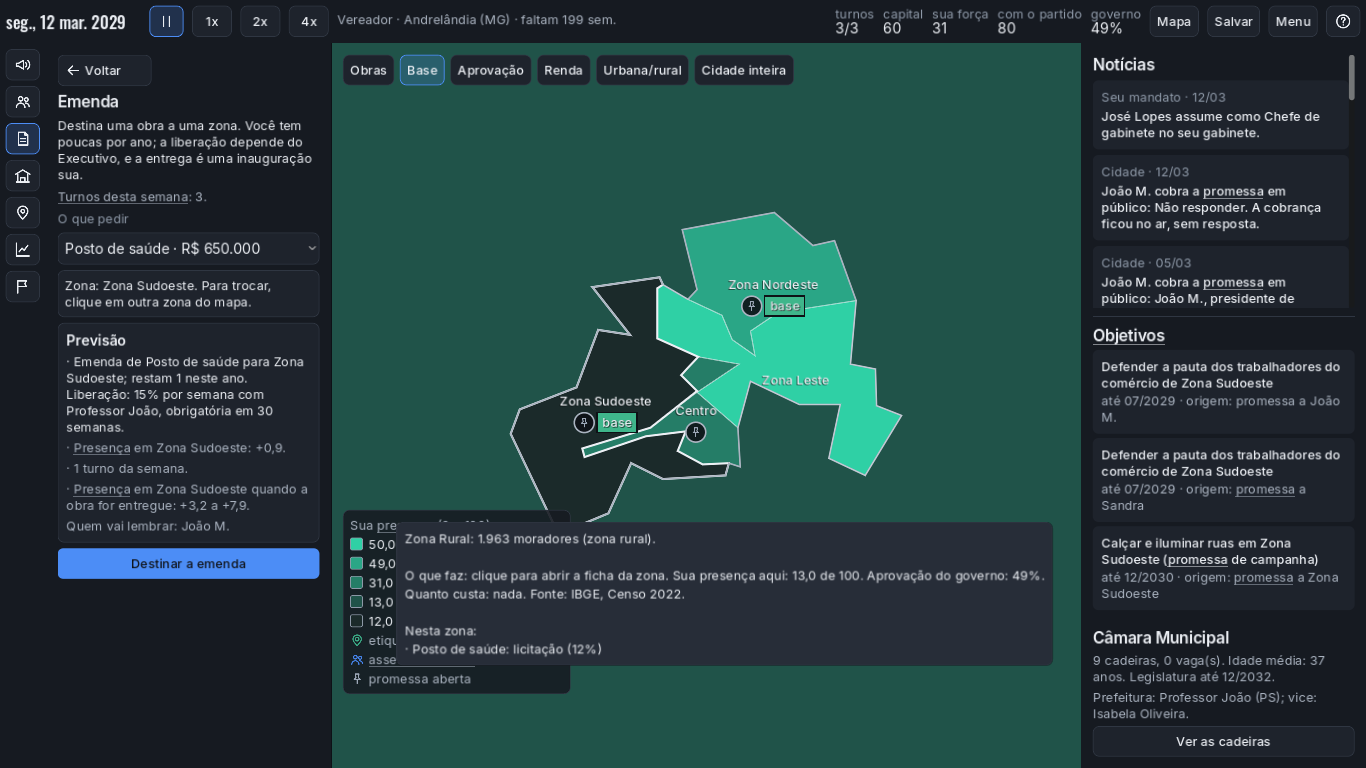 seg., 12 mar. 2029
1x
2x
4x
Vereador · Andrelândia (MG) · faltam 199 sem.
turnos
3/3
capital
60
sua força
31
com o partido
80
governo
49%
Mapa
Salvar
Menu
Voltar
Emenda
Destina uma obra a uma zona. Você tem
poucas por ano; a liberação depende do
Executivo, e a entrega é uma inauguração
sua.
Turnos desta semana: 3.
O que pedir
Posto de saúde · R$ 650.000
Zona: Zona Sudoeste. Para trocar,
clique em outra zona do mapa.
Previsão
· Emenda de Posto de saúde para Zona
Sudoeste; restam 1 neste ano.
Liberação: 15% por semana com
Professor João, obrigatória em 30
semanas.
· Presença em Zona Sudoeste: +0,9.
· 1 turno da semana.
· Presença em Zona Sudoeste quando a
obra for entregue: +3,2 a +7,9.
Quem vai lembrar: João M.
Destinar a emenda
Obras
Base
Aprovação
Renda
Urbana/rural
Cidade inteira
Zona Nordeste
base
Zona Leste
Zona Sudoeste
base
Centro
Sua pre
50,0
49,0
31,0
13,0
12,0
etiqu
asse
promessa aberta
Zona Rural: 1.963 moradores (zona rural).
O que faz: clique para abrir a ficha da zona. Sua presença aqui: 13,0 de 100. Aprovação do governo: 49%.
Quanto custa: nada. Fonte: IBGE, Censo 2022.
Nesta zona:
· Posto de saúde: licitação (12%)
Notícias
Seu mandato · 12/03
José Lopes assume como Chefe de
gabinete no seu gabinete.
Cidade · 12/03
João M. cobra a promessa em
público: Não responder. A cobrança
ficou no ar, sem resposta.
Cidade · 05/03
João M. cobra a promessa em
público: João M., presidente de
Objetivos
Defender a pauta dos trabalhadores do
comércio de Zona Sudoeste
até 07/2029 · origem: promessa a João
M.
Defender a pauta dos trabalhadores do
comércio de Zona Sudoeste
até 07/2029 · origem: promessa a
Sandra
Calçar e iluminar ruas em Zona
Sudoeste (promessa de campanha)
até 12/2030 · origem: promessa a Zona
Sudoeste
Câmara Municipal
9 cadeiras, 0 vaga(s). Idade média: 37
anos. Legislatura até 12/2032.
Prefeitura: Professor João (PS); vice:
Isabela Oliveira.
Ver as cadeiras